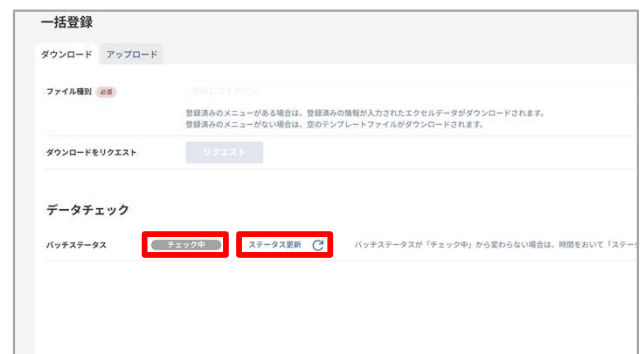 一括登録
ダウンロード アップロード
ファイル種別 必須
選択してください
登録済みのメニューがある場合は、登録済みの情報が入力されたエクセルデータがダウンロードされます。
登録済みのメニューがない場合は、空のテンプレートファイルがダウンロードされます。
ダウンロードをリクエスト リクエスト
データチェック
バッチステータス チェック中 ステータス更新 バッチステータスが「チェック中」から変わらない場合は、時間をおいて「ステー